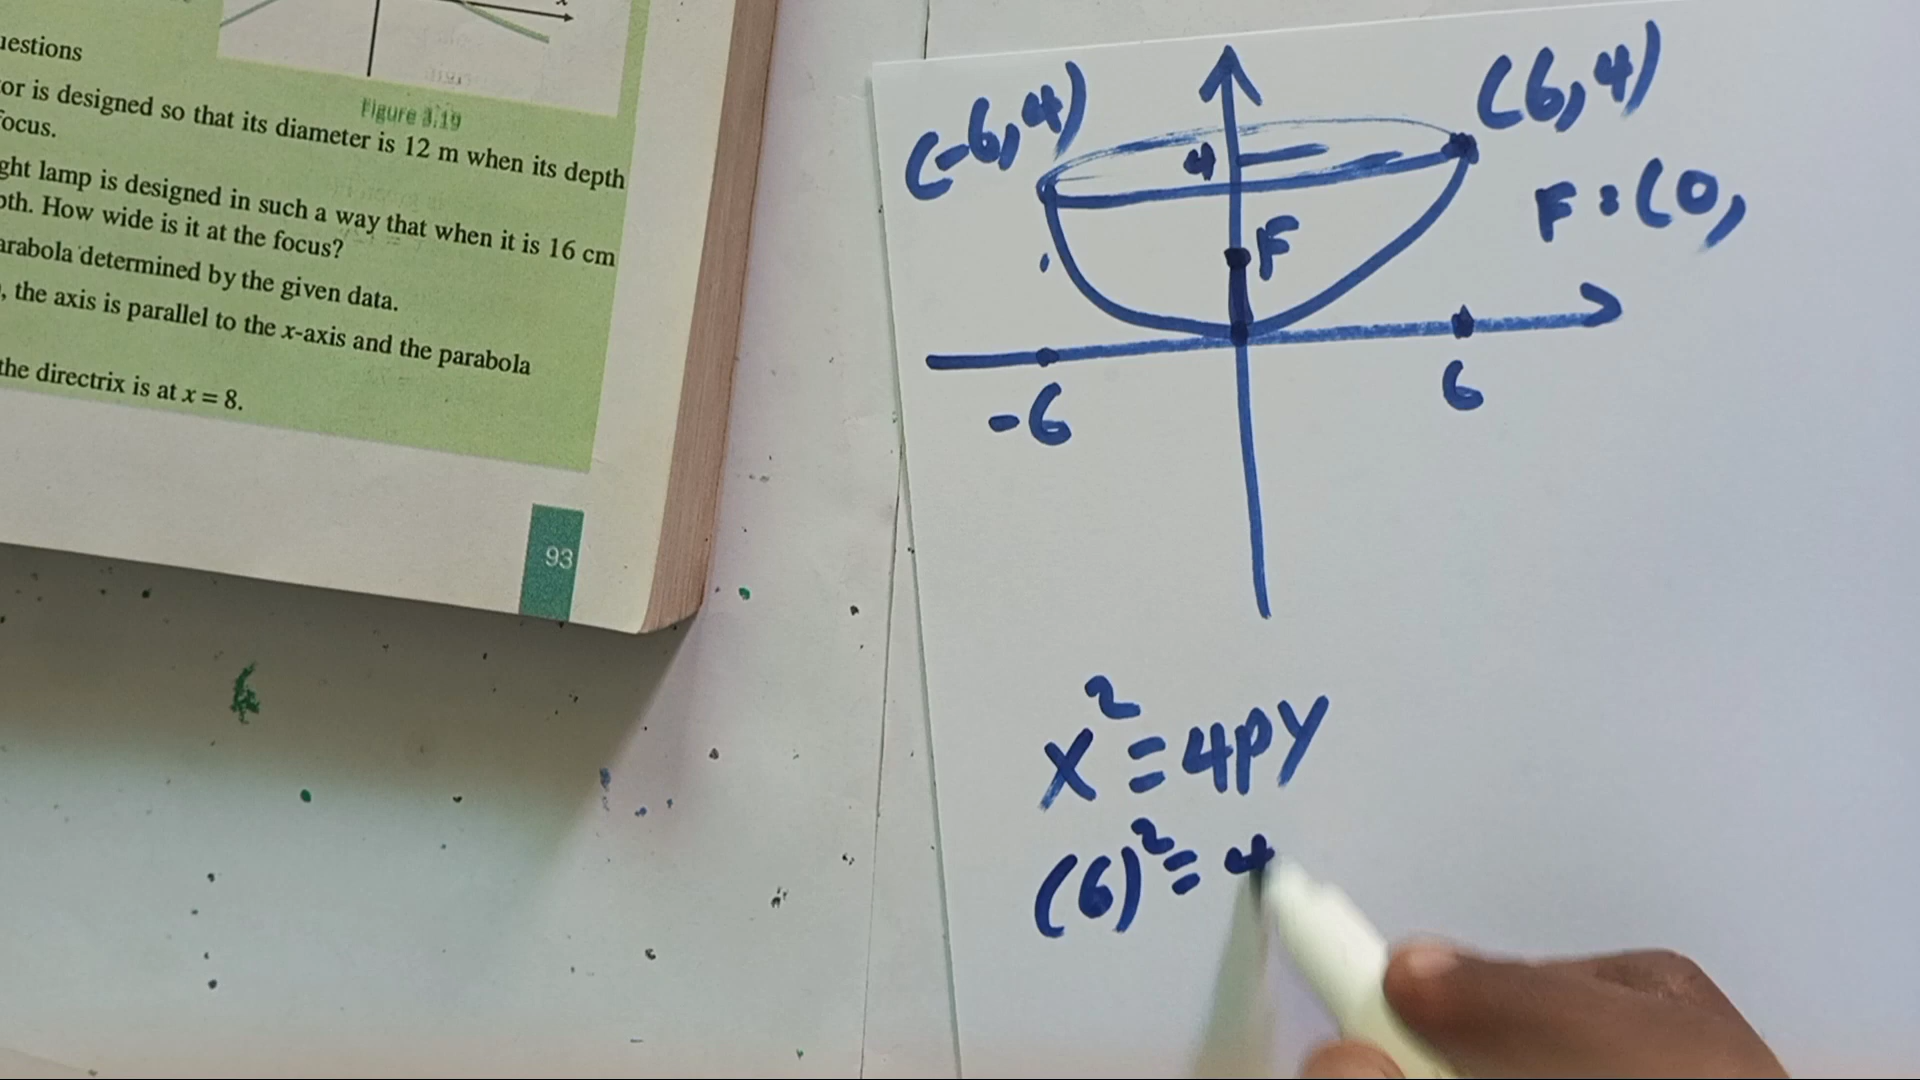 uestions
Figure 3.19
or is designed so that its diameter is 12 m when its depth
focus.
ght lamp is designed in such a way that when it is 16 cm
pth. How wide is it at the focus?
arabola determined by the given data.
, the axis is parallel to the x-axis and the parabola
the directrix is at x = 8.
93
x
(-6,4)
(6,4)
4
F
F:(0,
-6
6
x² = 4py
(6)² = 4